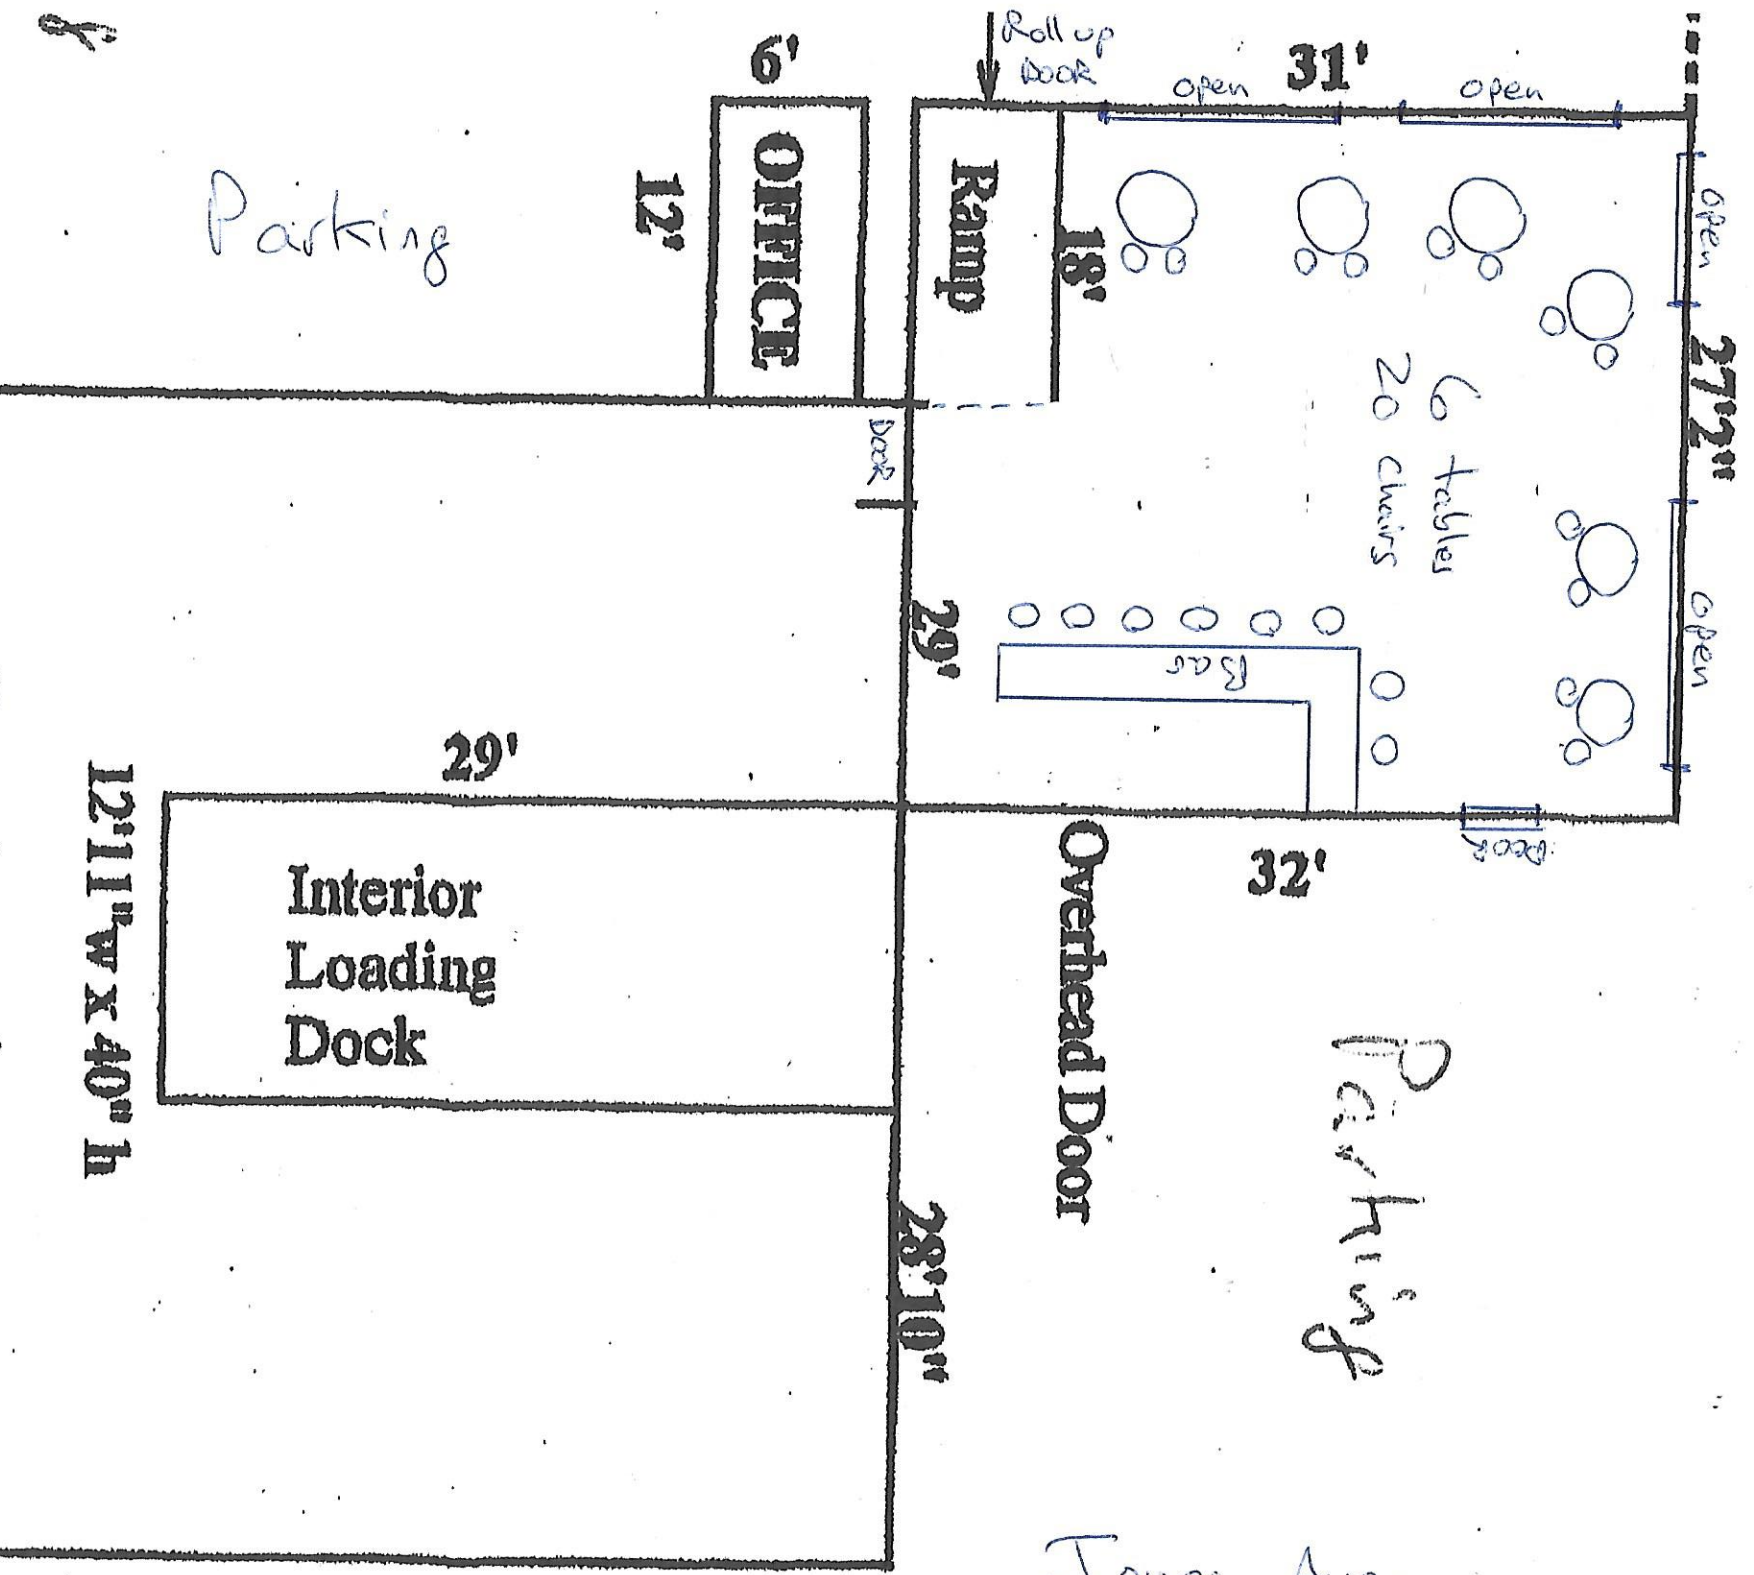 Roll up
DOOR
31'
open
open
6'
OFFICE
12'
Ramp
18'
open
27'2"
open
6 tables
20 chairs
Parking
DOOR
29'
Bar
DOOR
32'
Overhead Door
Parking
29'
Interior
Loading
Dock
12'11"w x 40" h
28'10"